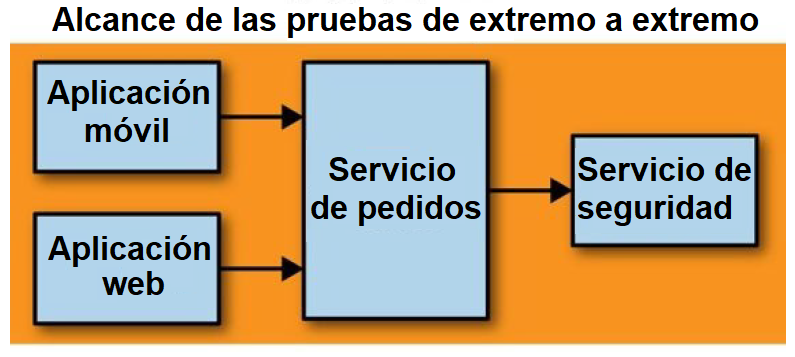 Alcance de las pruebas de extremo a extremo
Aplicación
móvil
Aplicación
web
Servicio
de pedidos
Servicio de
seguridad